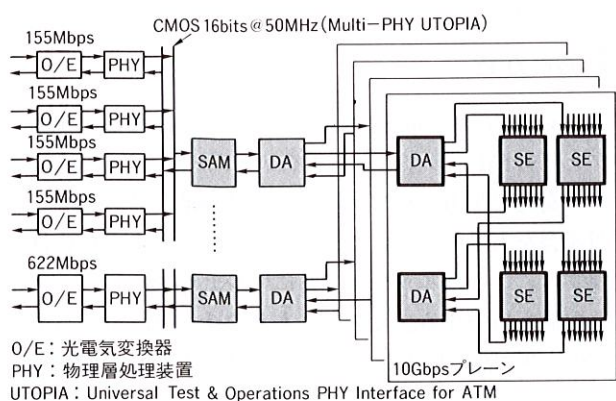 CMOS 16bits@50MHz(Multi-PHY UTOPIA)
155Mbps
O/E
PHY
155Mbps
O/E
PHY
155Mbps
O/E
PHY
SAM
DA
DA
SE
SE
155Mbps
O/E
PHY
622Mbps
O/E
PHY
SAM
DA
DA
SE
SE
10Gbpsプレーン
O/E:光電気変換器
PHY:物理層処理装置
UTOPIA:Universal Test & Operations PHY Interface for ATM